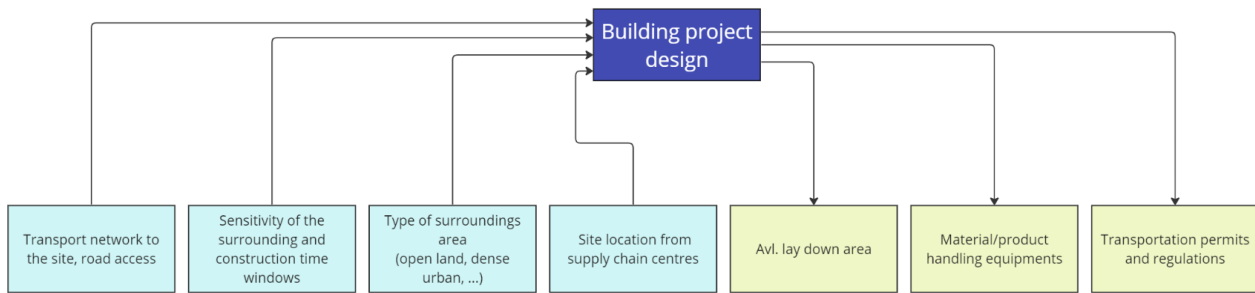 Building project
design
Transport network to
the site, road access
Sensitivity of the
surrounding and
construction time
windows
Type of surroundings
area
(open land, dense
urban, ...)
Site location from
supply chain centres
Avl. lay down area
Material/product
handling equipments
Transportation permits
and regulations